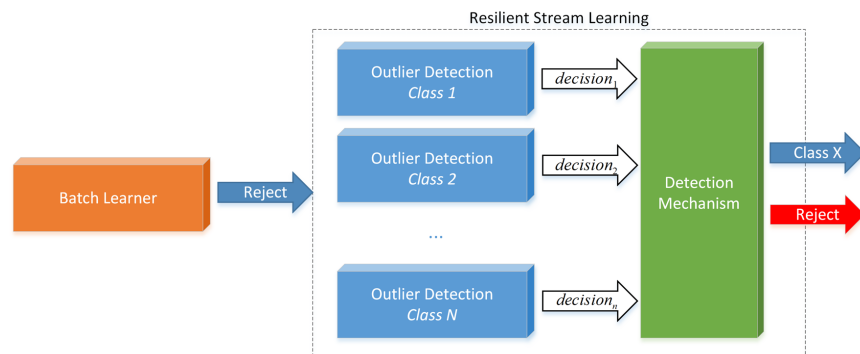 Resilient Stream Learning
Outlier Detection
Class 1
decision1
Outlier Detection
Class 2
decision2
Batch Learner
Reject
Detection
Mechanism
Class X
Reject
...
Outlier Detection
Class N
decisionn